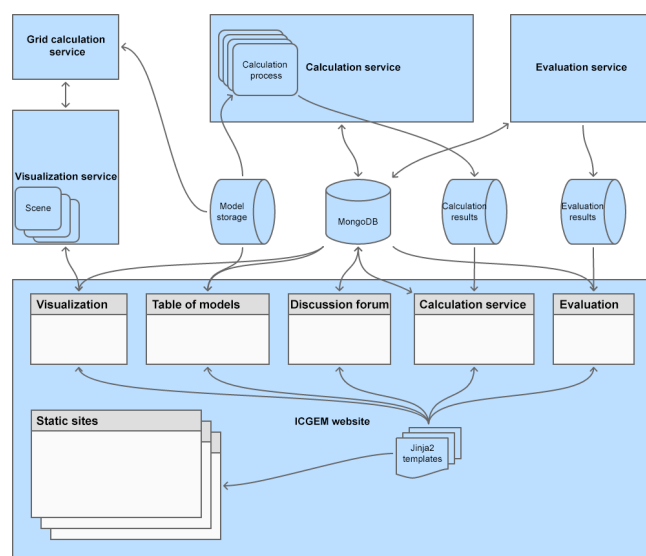 Grid calculation
service
Calculation
process
Calculation service
Evaluation service
Visualization service
Scene
Model
storage
MongoDB
Calculation
results
Evaluation
results
Visualization
Table of models
Discussion forum
Calculation service
Evaluation
Static sites
ICGEM website
Jinja2
templates